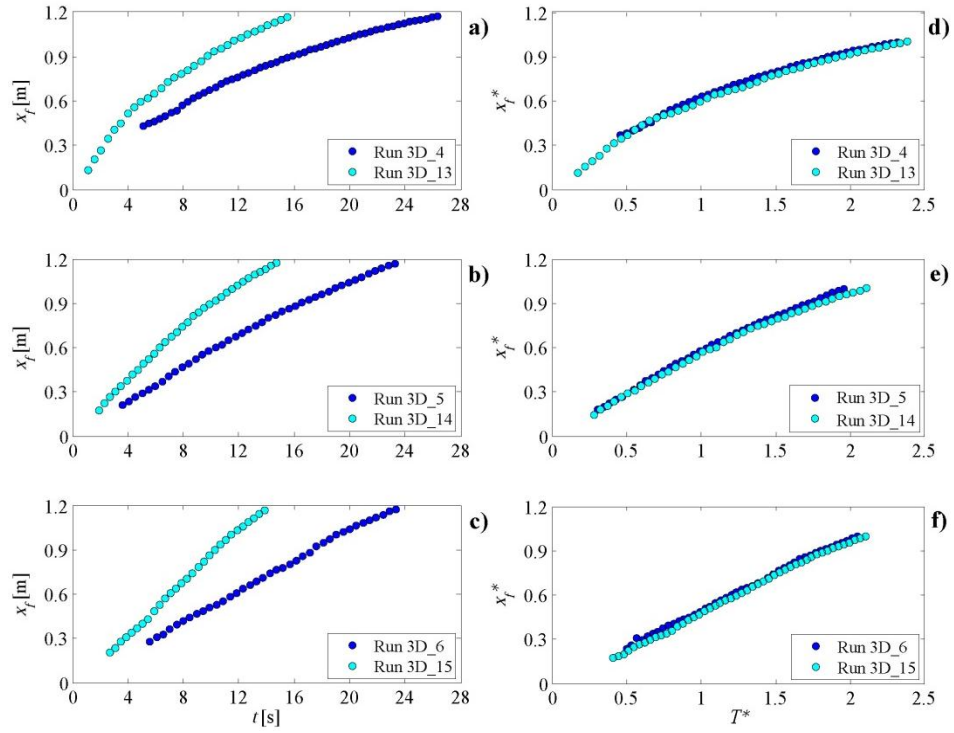 1.2
0.9
0.6
0.3
0
x_f [m]
0 4 8 12 16 20 24 28
a)
Run 3D_4
Run 3D_13
1.2
0.9
0.6
0.3
0
x_f*
0.5 1 1.5 2 2.5
d)
Run 3D_4
Run 3D_13
1.2
0.9
0.6
0.3
0
x_f [m]
0 4 8 12 16 20 24 28
b)
Run 3D_5
Run 3D_14
1.2
0.9
0.6
0.3
0
x_f*
0.5 1 1.5 2 2.5
e)
Run 3D_5
Run 3D_14
1.2
0.9
0.6
0.3
0
x_f [m]
0 4 8 12 16 20 24 28
t [s]
c)
Run 3D_6
Run 3D_15
1.2
0.9
0.6
0.3
0
x_f*
0.5 1 1.5 2 2.5
T*
f)
Run 3D_6
Run 3D_15